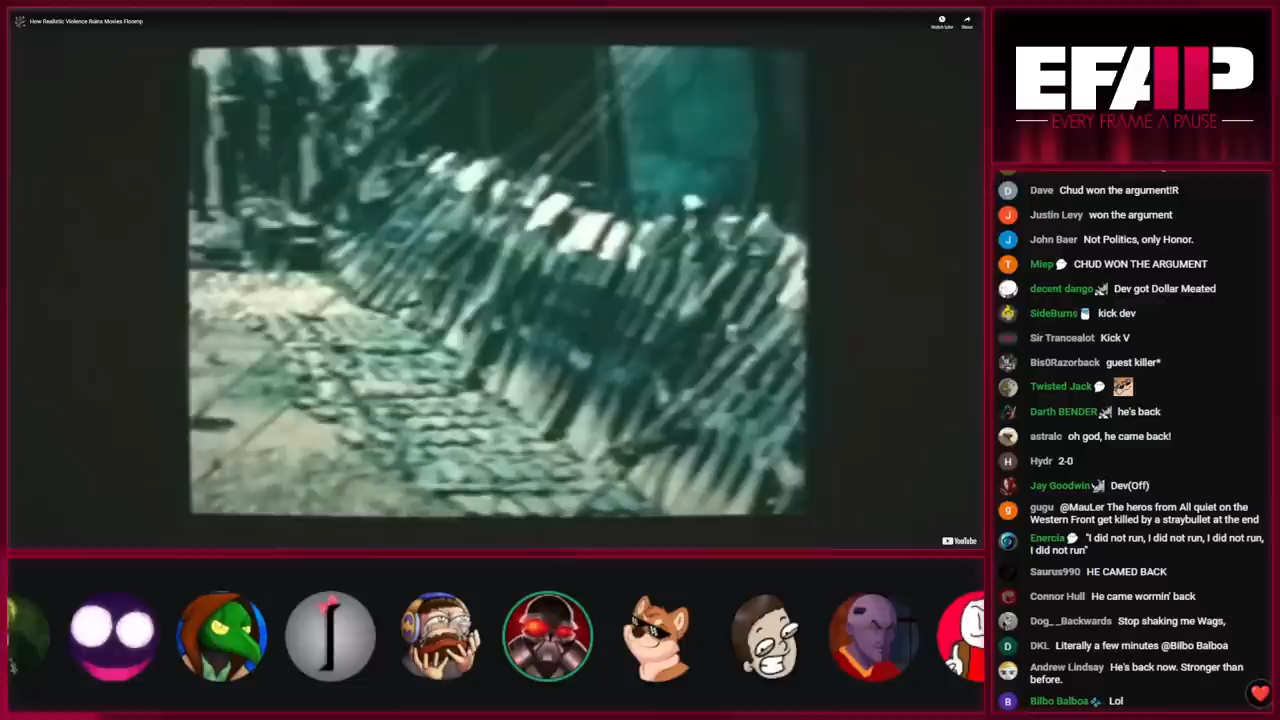 How Realistic Violence Ruins Movies Floomp
Watch later
Share
EFAP
EVERY FRAME A PAUSE
Dave Chud won the argument!R
Justin Levy won the argument
John Baer Not Politics, only Honor.
Miep CHUD WON THE ARGUMENT
decent dango Dev got Dollar Meated
SideBurns kick dev
Sir Trancealot Kick V
Bis0Razorback guest killer*
Twisted Jack
Darth BENDER he's back
astralc oh god, he came back!
Hydr 2-0
Jay Goodwin Dev(Off)
gugu @MauLer The heros from All quiet on the
Western Front get killed by a straybullet at the end
Enercia "I did not run, I did not run, I did not run,
I did not run"
Saurus990 HE CAMED BACK
Connor Hull He came wormin' back
Dog__Backwards Stop shaking me Wags,
DKL Literally a few minutes @Bilbo Balboa
Andrew Lindsay He's back now. Stronger than
before.
Bilbo Balboa Lol
YouTube